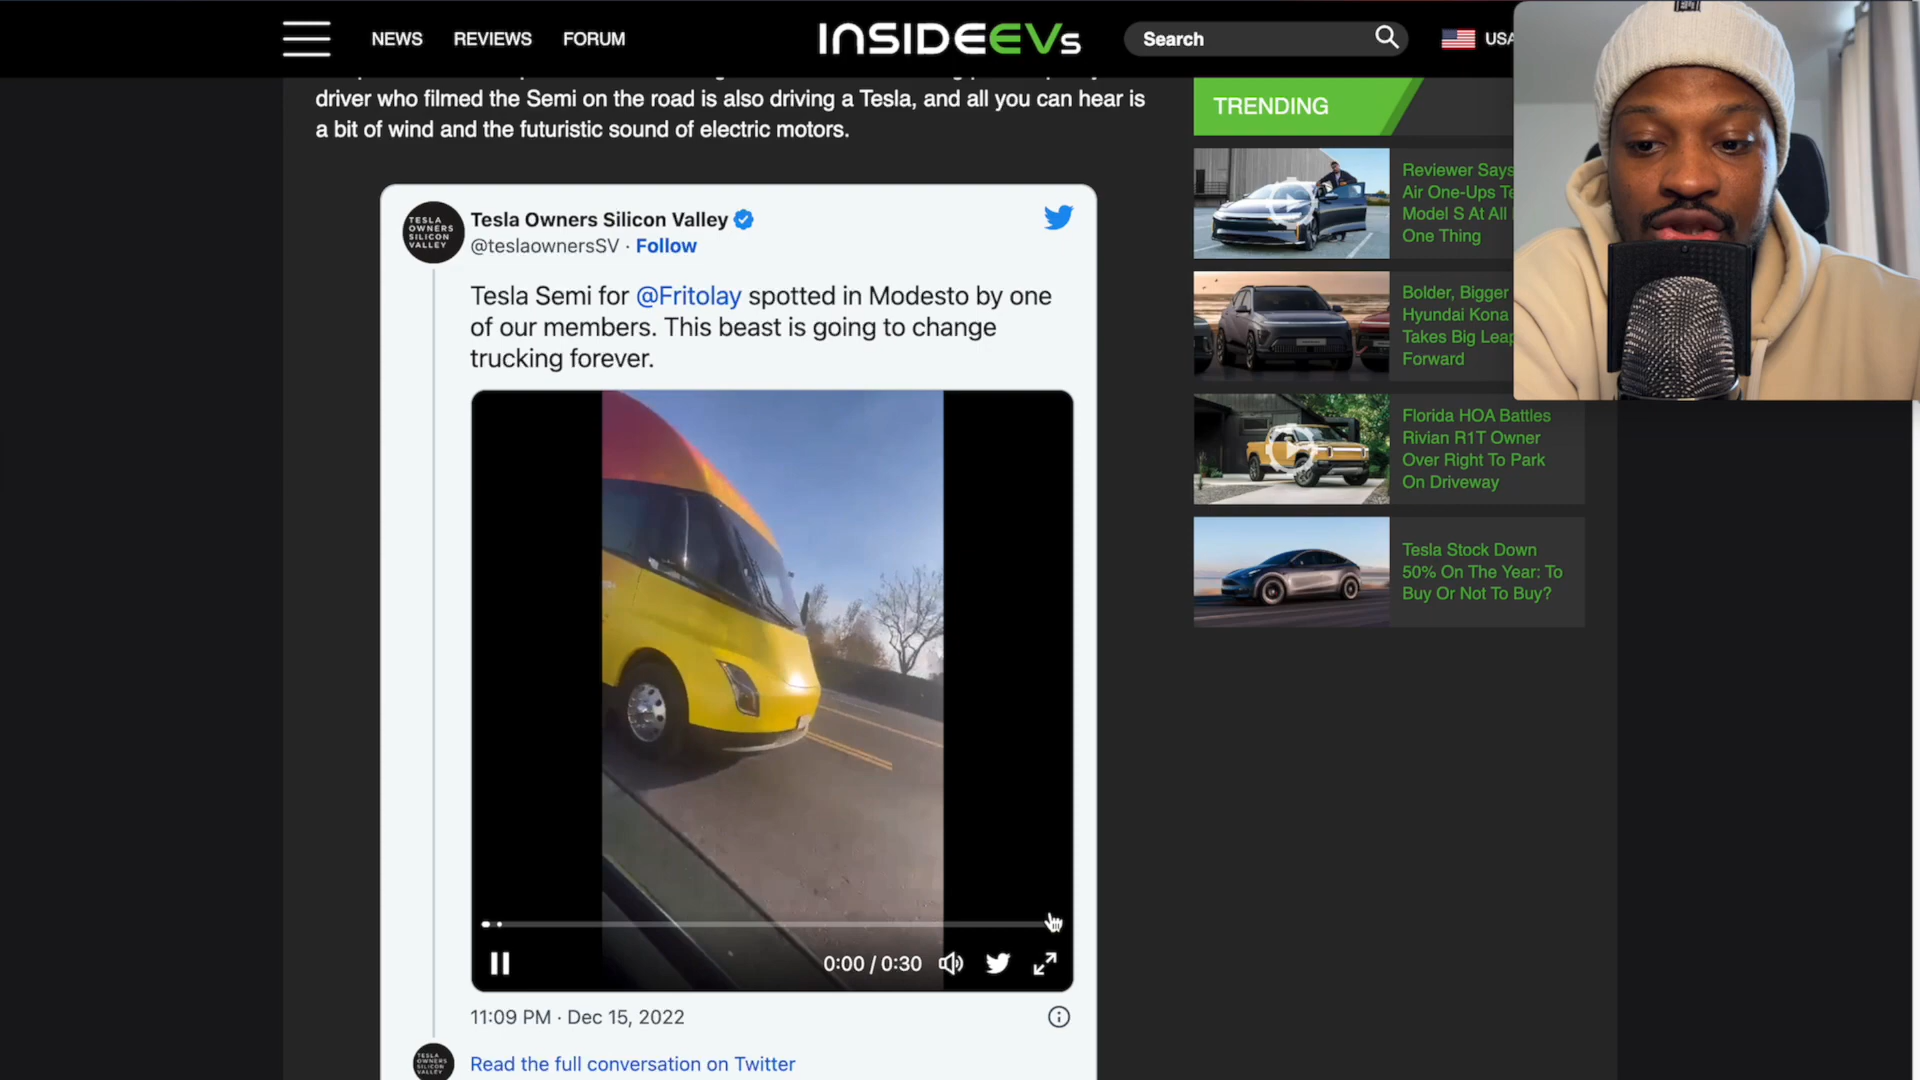 NEWS REVIEWS FORUM INSIDEEVs Search USA
driver who filmed the Semi on the road is also driving a Tesla, and all you can hear is
a bit of wind and the futuristic sound of electric motors.
TESLA
OWNERS
SILICON
VALLEY
Tesla Owners Silicon Valley
@teslaownersSV · Follow
Tesla Semi for @Fritolay spotted in Modesto by one
of our members. This beast is going to change
trucking forever.
0:00 / 0:30
11:09 PM · Dec 15, 2022
TESLA
OWNERS
SILICON
VALLEY
Read the full conversation on Twitter
TRENDING
Reviewer Says
Air One-Ups Te
Model S At All
One Thing
Bolder, Bigger
Hyundai Kona
Takes Big Leap
Forward
Florida HOA Battles
Rivian R1T Owner
Over Right To Park
On Driveway
Tesla Stock Down
50% On The Year: To
Buy Or Not To Buy?